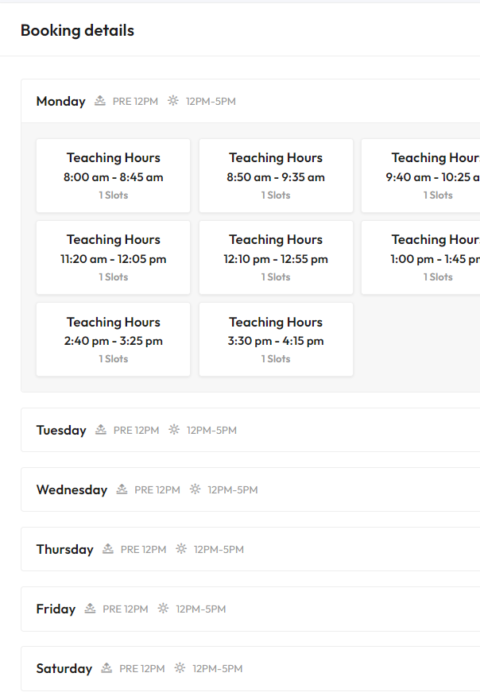 Booking details
Monday PRE 12PM 12PM-5PM
Teaching Hours
8:00 am - 8:45 am
1 Slots
Teaching Hours
8:50 am - 9:35 am
1 Slots
Teaching Hour
9:40 am - 10:25 a
1 Slots
Teaching Hours
11:20 am - 12:05 pm
1 Slots
Teaching Hours
12:10 pm - 12:55 pm
1 Slots
Teaching Hour
1:00 pm - 1:45 p
1 Slots
Teaching Hours
2:40 pm - 3:25 pm
1 Slots
Teaching Hours
3:30 pm - 4:15 pm
1 Slots
Tuesday PRE 12PM 12PM-5PM
Wednesday PRE 12PM 12PM-5PM
Thursday PRE 12PM 12PM-5PM
Friday PRE 12PM 12PM-5PM
Saturday PRE 12PM 12PM-5PM